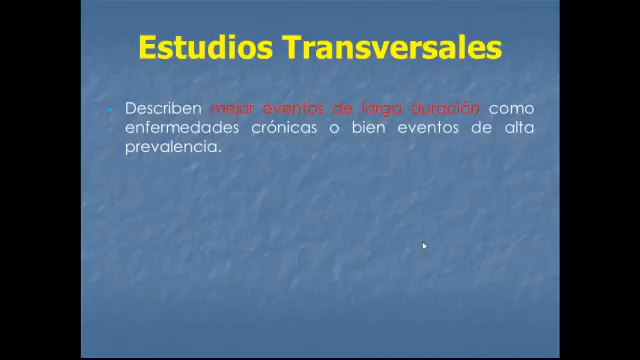 Estudios Transversales
Describen mejor eventos de larga duración como
enfermedades crónicas o bien eventos de alta
prevalencia.